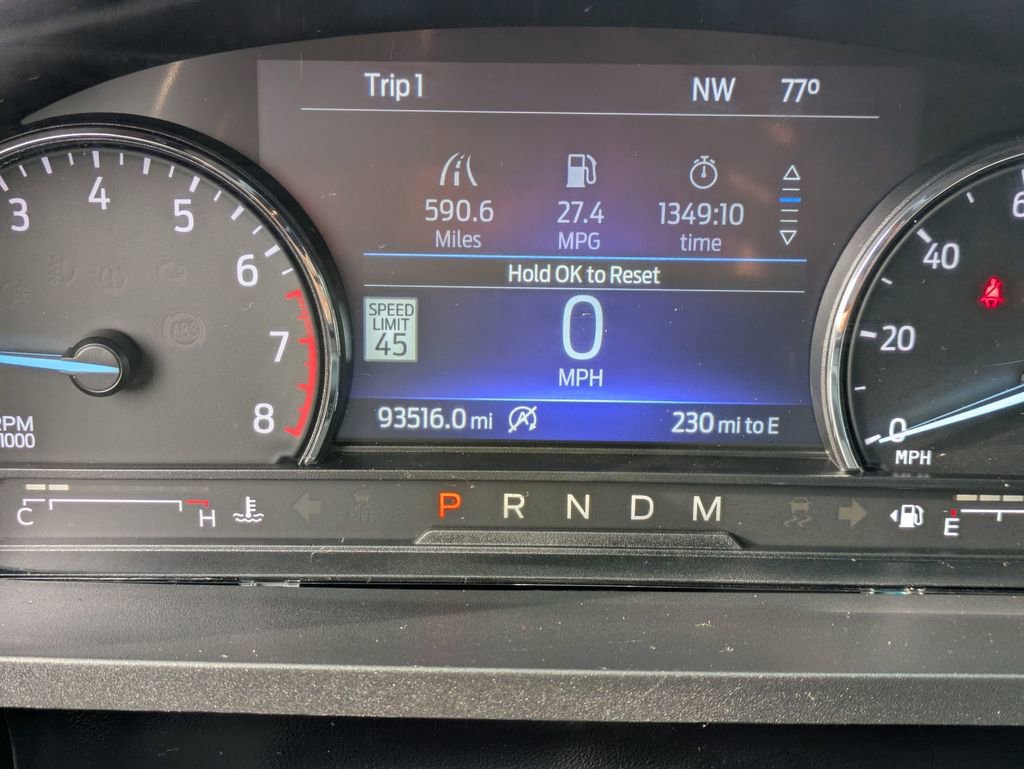 Trip 1 NW 77º
590.6 27.4 1349:10
Miles MPG time
Hold OK to Reset
SPEED
LIMIT
45
0
MPH
93516.0 mi 230 mi to E
3
4
5
6
7
8
RPM
1000
ABS
6
40
20
0
MPH
C H
P R N D M
E